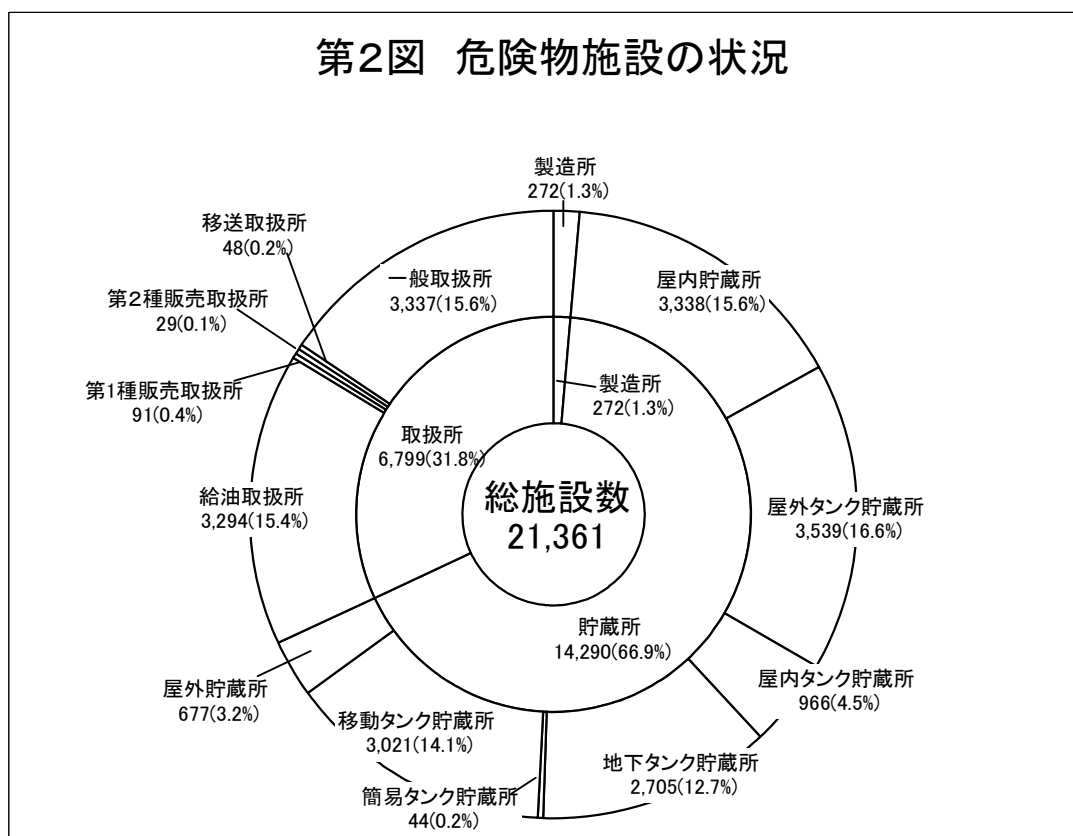 第2図 危険物施設の状況
製造所
272(1.3%)
屋内貯蔵所
3,338(15.6%)
屋外タンク貯蔵所
3,539(16.6%)
屋内タンク貯蔵所
966(4.5%)
地下タンク貯蔵所
2,705(12.7%)
簡易タンク貯蔵所
44(0.2%)
移動タンク貯蔵所
3,021(14.1%)
屋外貯蔵所
677(3.2%)
給油取扱所
3,294(15.4%)
第1種販売取扱所
91(0.4%)
第2種販売取扱所
29(0.1%)
移送取扱所
48(0.2%)
一般取扱所
3,337(15.6%)
製造所
272(1.3%)
貯蔵所
14,290(66.9%)
取扱所
6,799(31.8%)
総施設数
21,361